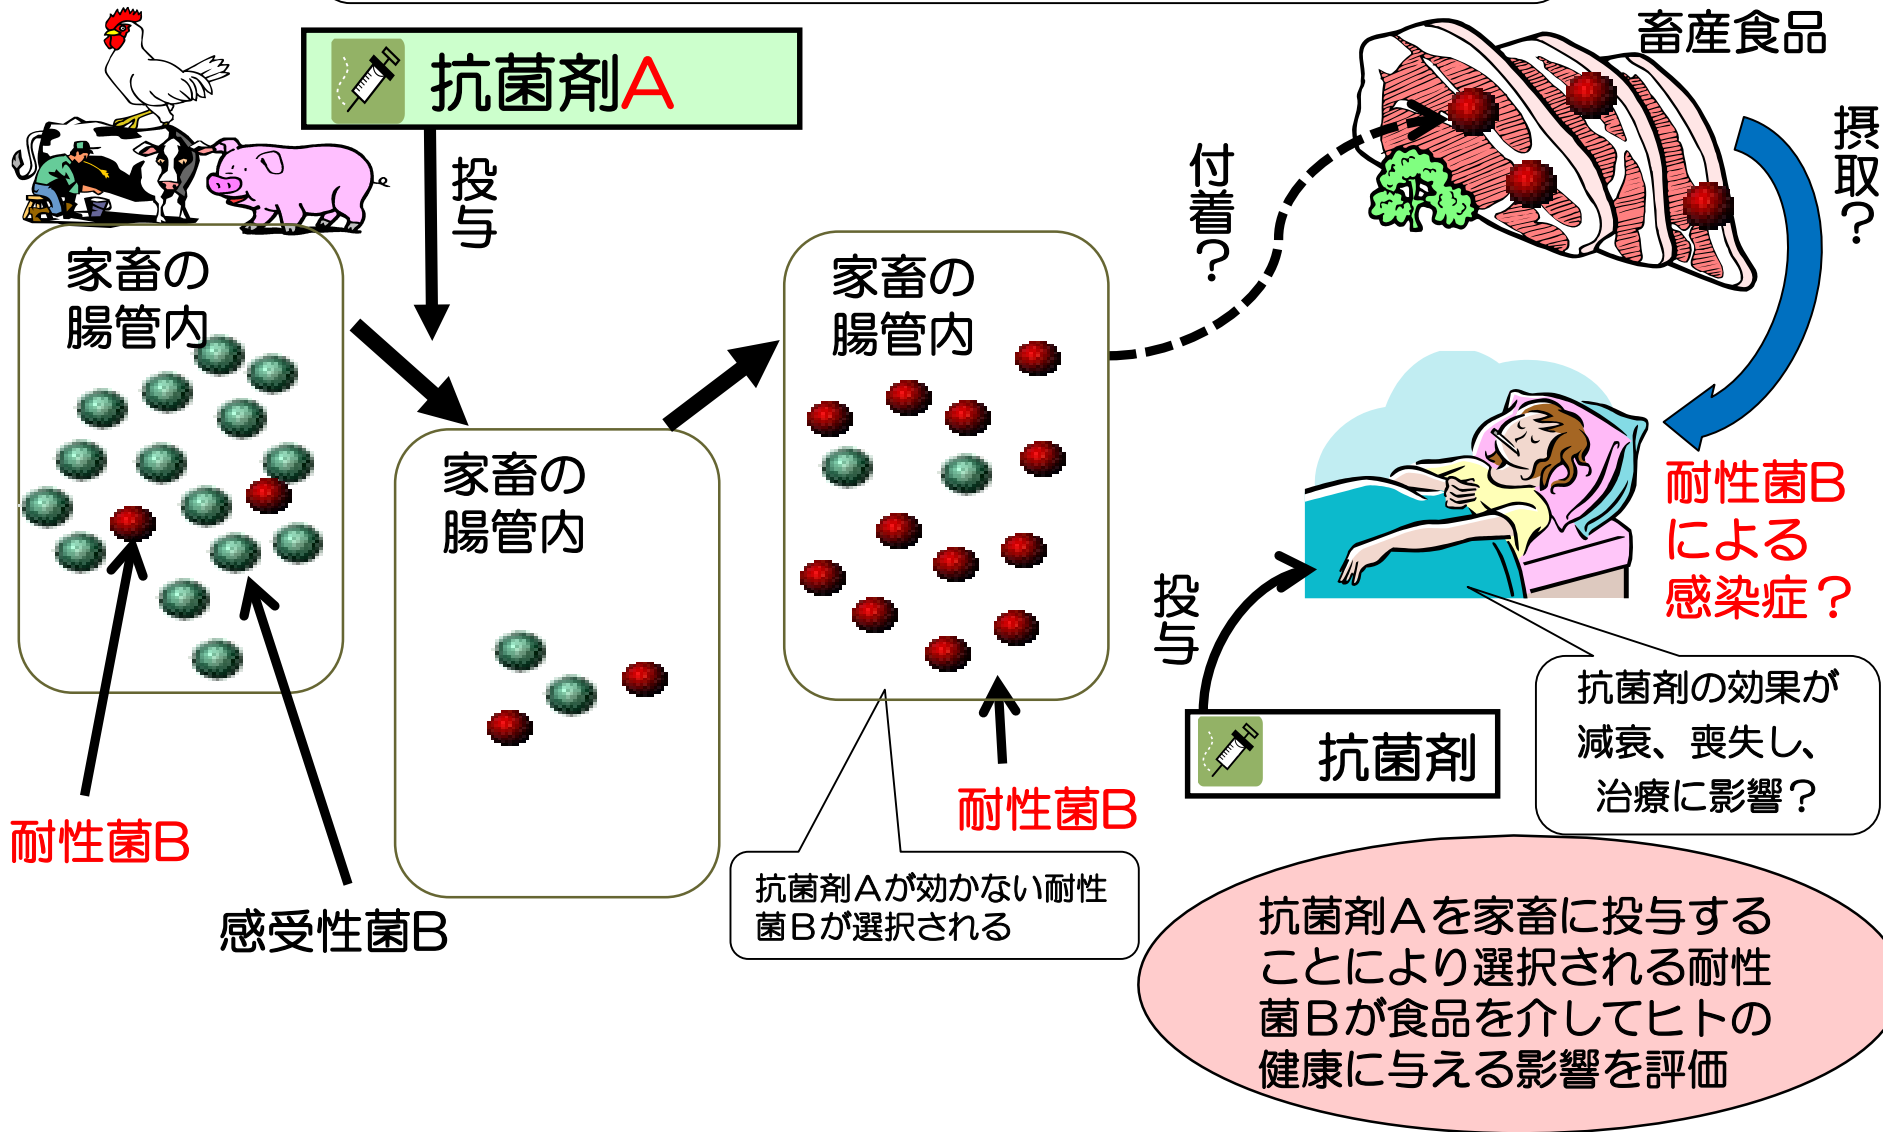 抗菌剤A
投与
畜産食品
付着?
摂取?
家畜の
腸管内
家畜の
腸管内
家畜の
腸管内
耐性菌B
感受性菌B
耐性菌B
抗菌剤Aが効かない耐性
菌Bが選択される
耐性菌B
による
感染症?
投与
抗菌剤
抗菌剤の効果が
減衰、喪失し、
治療に影響?
抗菌剤Aを家畜に投与する
ことにより選択される耐性
菌Bが食品を介してヒトの
健康に与える影響を評価